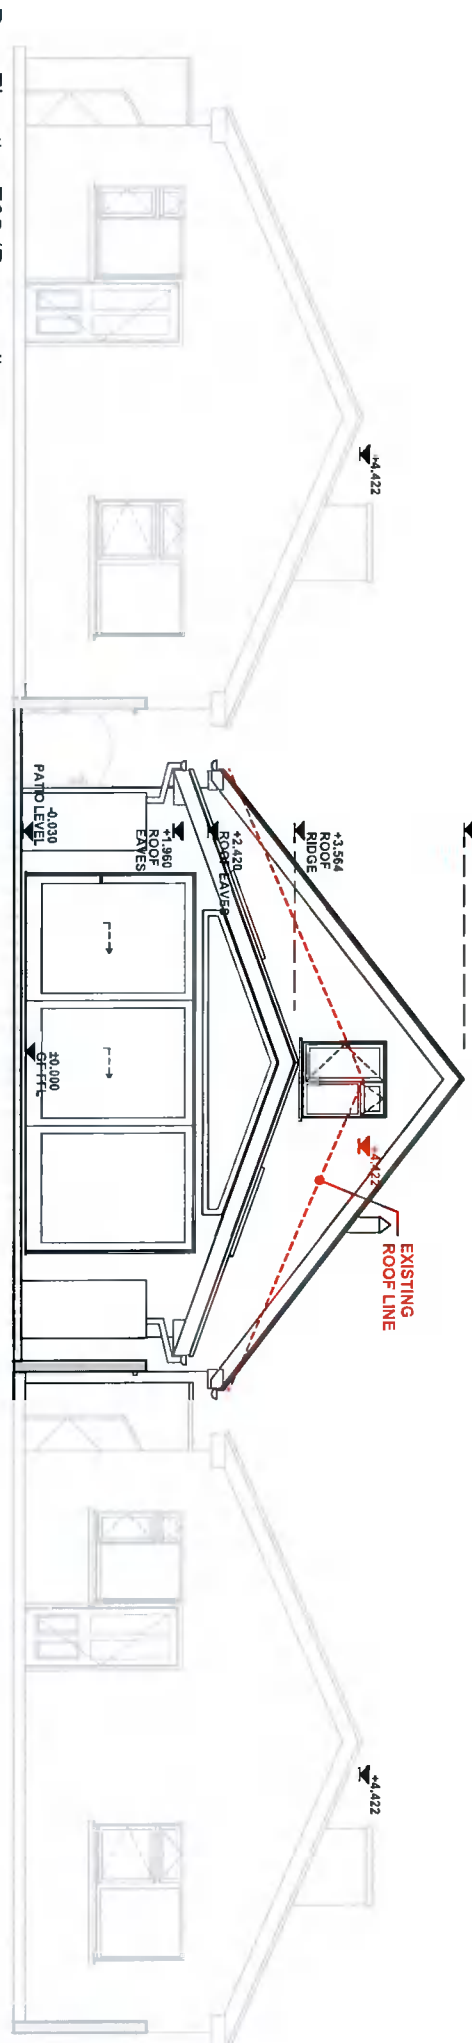 +4.422
-0.030
PATIO LEVEL
+1.960
ROOF
EAVES
+2.420
ROOF EAVES
+3.564
ROOF
RIDGE
±0.000
GF FFL
+4.422
EXISTING
ROOF LINE
+4.422